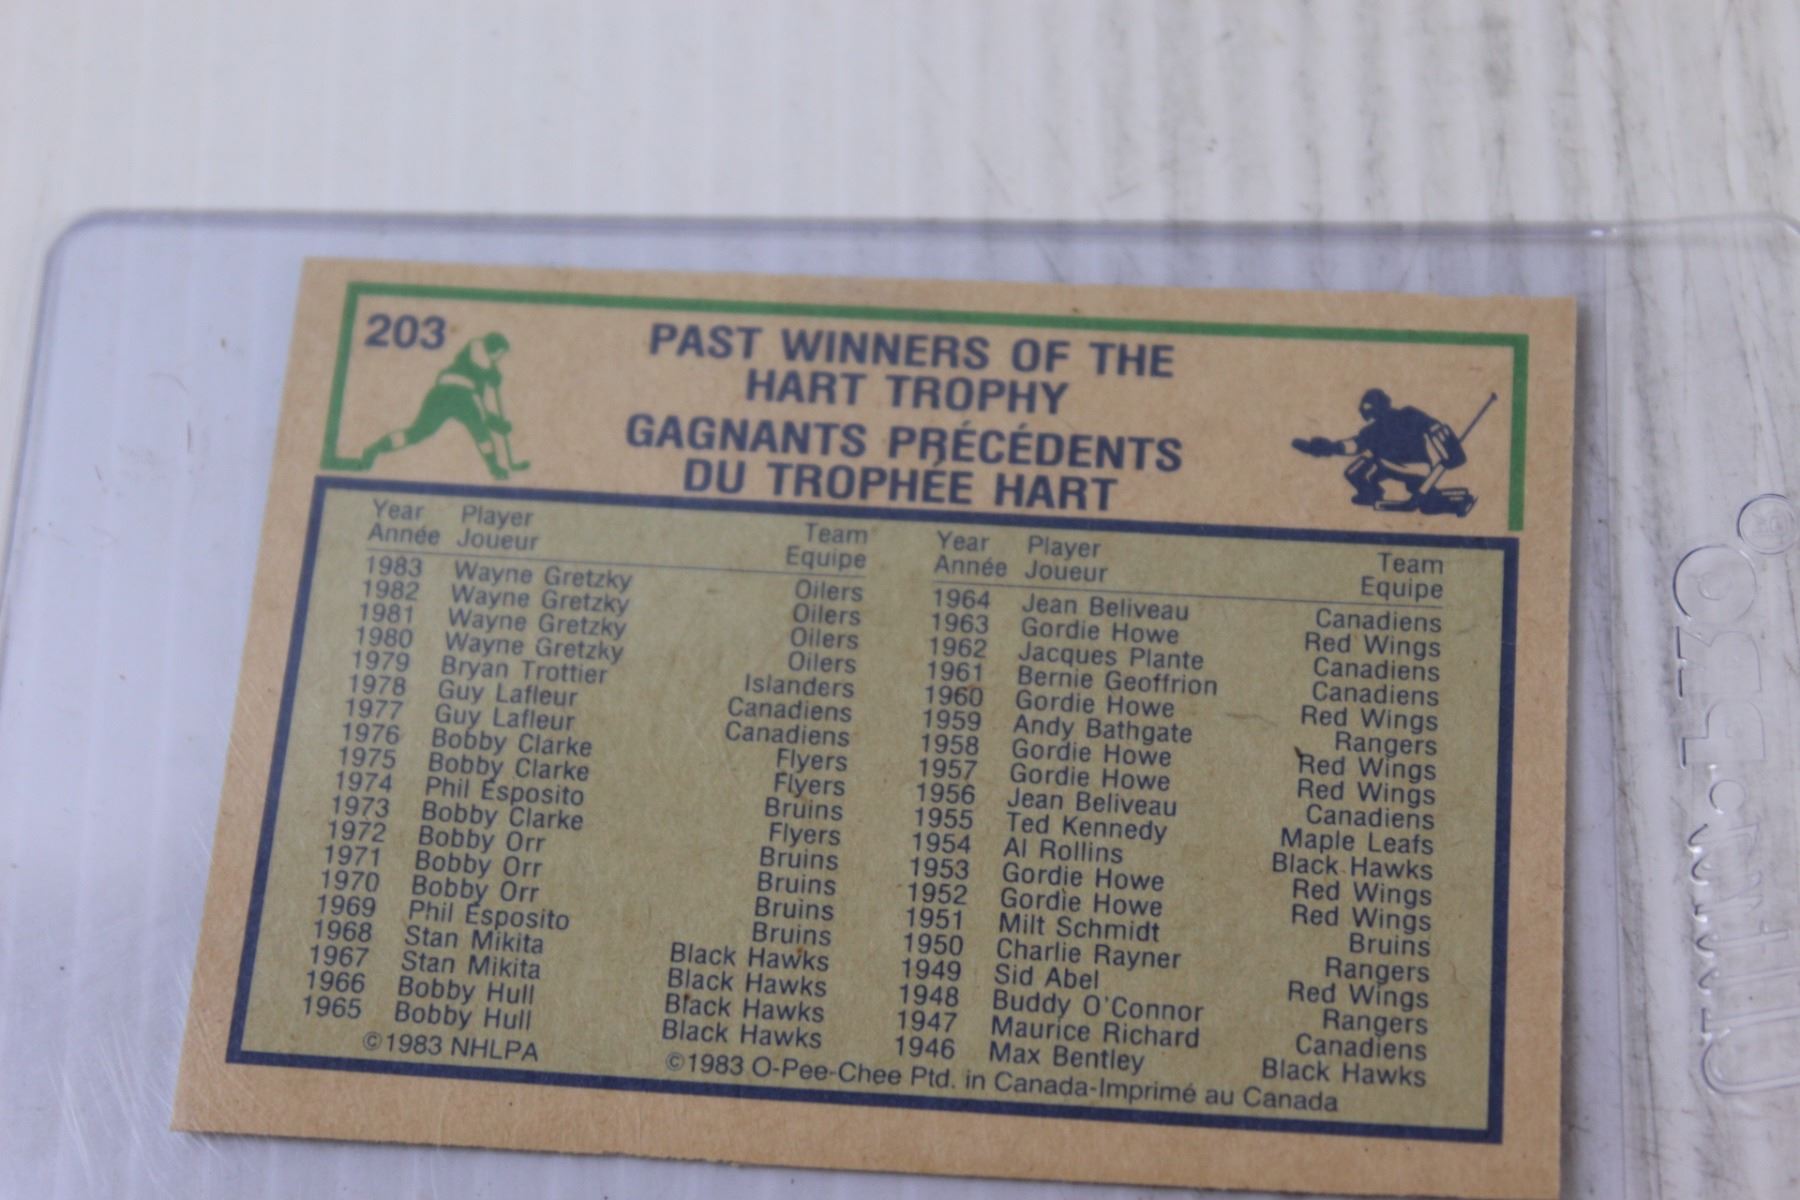 203
PAST WINNERS OF THE
HART TROPHY
GAGNANTS PRÉCÉDENTS
DU TROPHÉE HART
Year Player Team
Année Joueur Equipe
1983 Wayne Gretzky Oilers
1982 Wayne Gretzky Oilers
1981 Wayne Gretzky Oilers
1980 Wayne Gretzky Oilers
1979 Bryan Trottier Islanders
1978 Guy Lafleur Canadiens
1977 Guy Lafleur Canadiens
1976 Bobby Clarke Flyers
1975 Bobby Clarke Flyers
1974 Phil Esposito Bruins
1973 Bobby Clarke Flyers
1972 Bobby Orr Bruins
1971 Bobby Orr Bruins
1970 Bobby Orr Bruins
1969 Phil Esposito Bruins
1968 Stan Mikita Black Hawks
1967 Stan Mikita Black Hawks
1966 Bobby Hull Black Hawks
1965 Bobby Hull Black Hawks
Year Player Team
Année Joueur Equipe
1964 Jean Beliveau Canadiens
1963 Gordie Howe Red Wings
1962 Jacques Plante Canadiens
1961 Bernie Geoffrion Canadiens
1960 Gordie Howe Red Wings
1959 Andy Bathgate Rangers
1958 Gordie Howe Red Wings
1957 Gordie Howe Red Wings
1956 Jean Beliveau Canadiens
1955 Ted Kennedy Maple Leafs
1954 Al Rollins Black Hawks
1953 Gordie Howe Red Wings
1952 Gordie Howe Red Wings
1951 Milt Schmidt Bruins
1950 Charlie Rayner Rangers
1949 Sid Abel Red Wings
1948 Buddy O'Connor Rangers
1947 Maurice Richard Canadiens
1946 Max Bentley Black Hawks
©1983 NHLPA
©1983 O-Pee-Chee Ptd. in Canada-Imprimé au Canada
ULTRA·PRO®